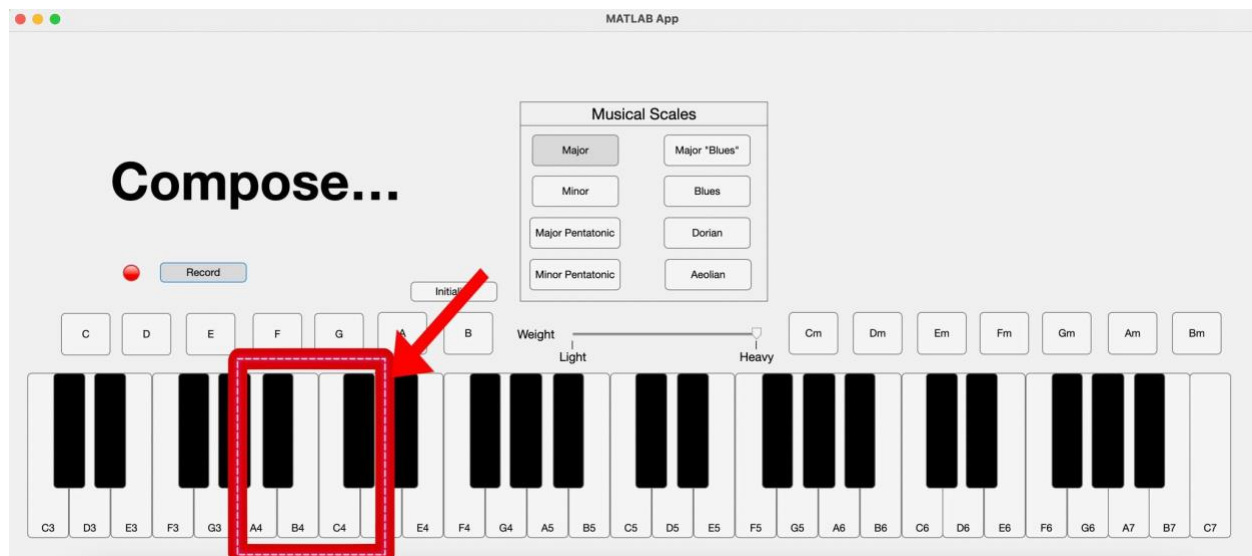 MATLAB App
Musical Scales
Major Major "Blues"
Minor Blues
Compose...
Major Pentatonic Dorian
Record
Minor Pentatonic Aeolian
C D E F G A B
Weight
Light Heavy
Cm Dm Em Fm Gm Am Bm
C3 D3 E3 F3 G3 A4 B4 C4 E4 F4 G4 A5 B5 C5 D5 E5 F5 G5 A6 B6 C6 D6 E6 F6 G6 A7 B7 C7